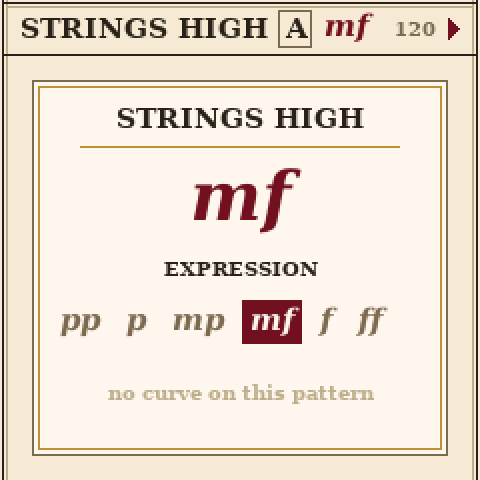 STRINGS HIGH A mf 120
STRINGS HIGH
mf
EXPRESSION
pp p mp mf f ff
no curve on this pattern